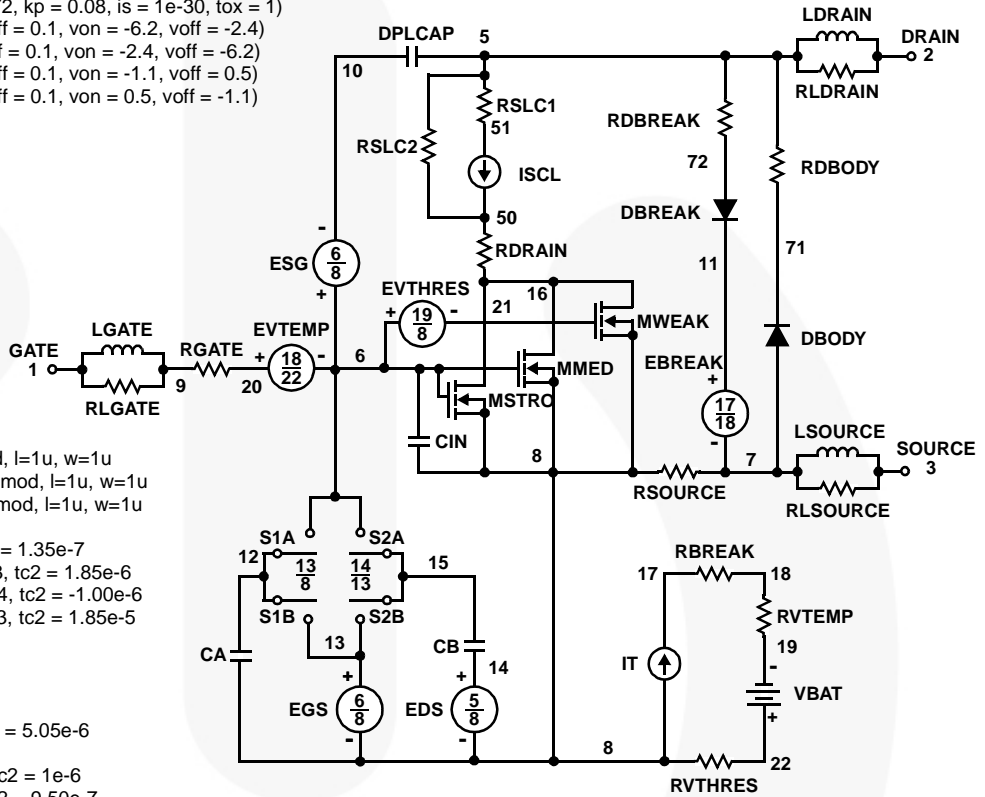 2, kp = 0.08, is = 1e-30, tox = 1)
ff = 0.1, von = -6.2, voff = -2.4)
= 0.1, von = -2.4, voff = -6.2)
ff = 0.1, von = -1.1, voff = 0.5)
ff = 0.1, von = 0.5, voff = -1.1)
LDRAIN
DPLCAP
5
DRAIN
2
10
RLDRAIN
RSLC1
51
RDBREAK
RSLC2
72
RDBODY
ISCL
DBREAK
50
RDRAIN
71
11
ESG
6
8
-
+
EVTHRES
+
19
8
-
16
21
MWEAK
LGATE
EVTEMP
GATE
1
RGATE
+
18
22
-
6
EBREAK
DBODY
MMED
9
20
RLGATE
MSTRO
+
17
18
-
CIN
LSOURCE
8
7
SOURCE
3
RSOURCE
RLSOURCE
, l=1u, w=1u
mod, l=1u, w=1u
mod, l=1u, w=1u
= 1.35e-7
, tc2 = 1.85e-6
4, tc2 = -1.00e-6
3, tc2 = 1.85e-5
= 5.05e-6
c2 = 1e-6
S1A
S2A
12
13
8
14
13
15
S1B
S2B
13
CA
CB
14
+
+
EGS
6
8
EDS
5
8
-
-
RBREAK
17
18
RVTEMP
19
IT
-
VBAT
+
8
22
RVTHRES